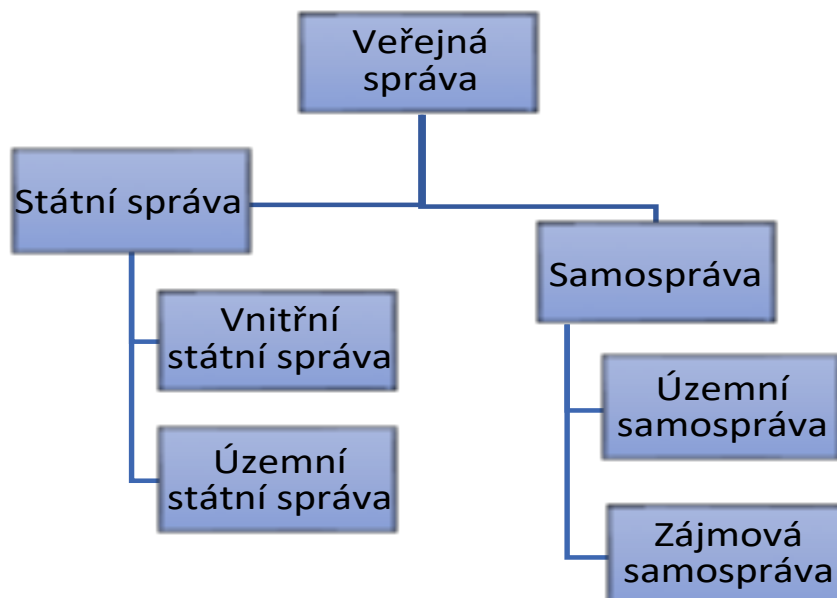 Veřejná
správa
Státní správa
Vnitřní
státní správa
Územní
státní správa
Samospráva
Územní
samospráva
Zájmová
samospráva